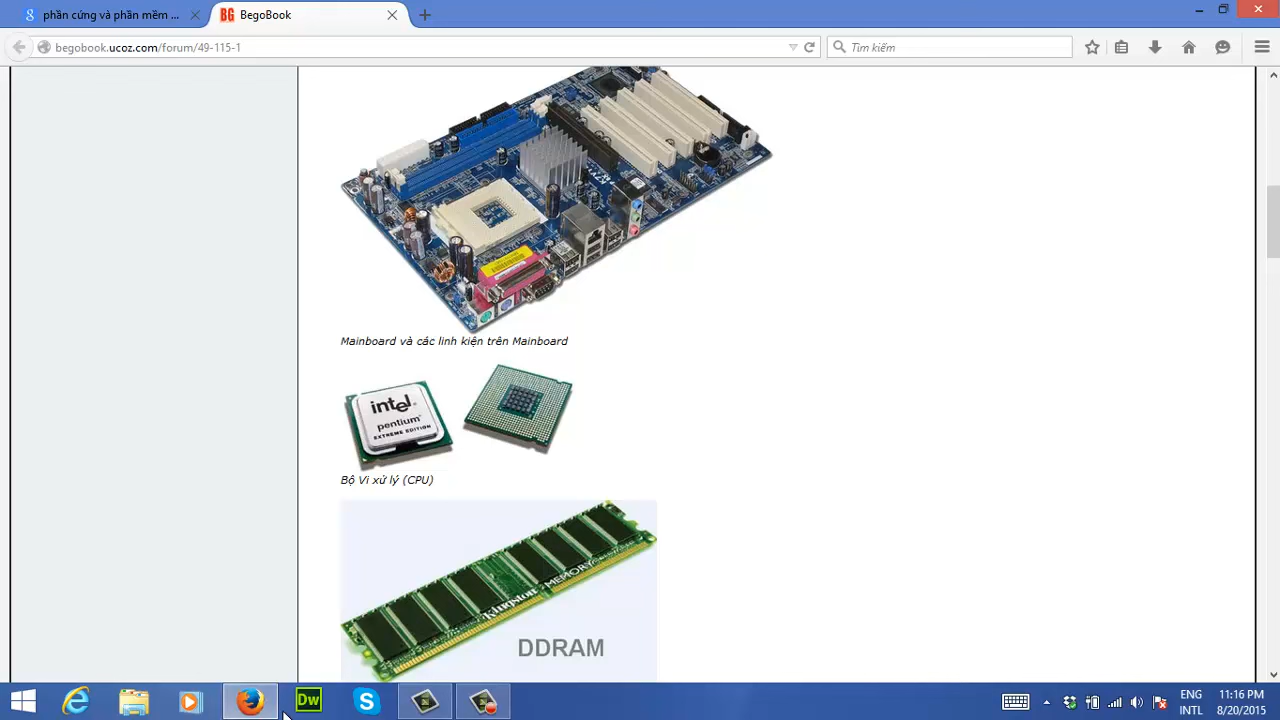 phần cứng và phần mềm ...
BG BegoBook
begobook.ucoz.com/forum/49-115-1
Tìm kiếm
Mainboard và các linh kiện trên Mainboard
intel
pentium
EXTREME EDITION
Bộ Vi xử lý (CPU)
Kingston
MEMORY
DDRAM
Dw
ENG
INTL
11:16 PM
8/20/2015